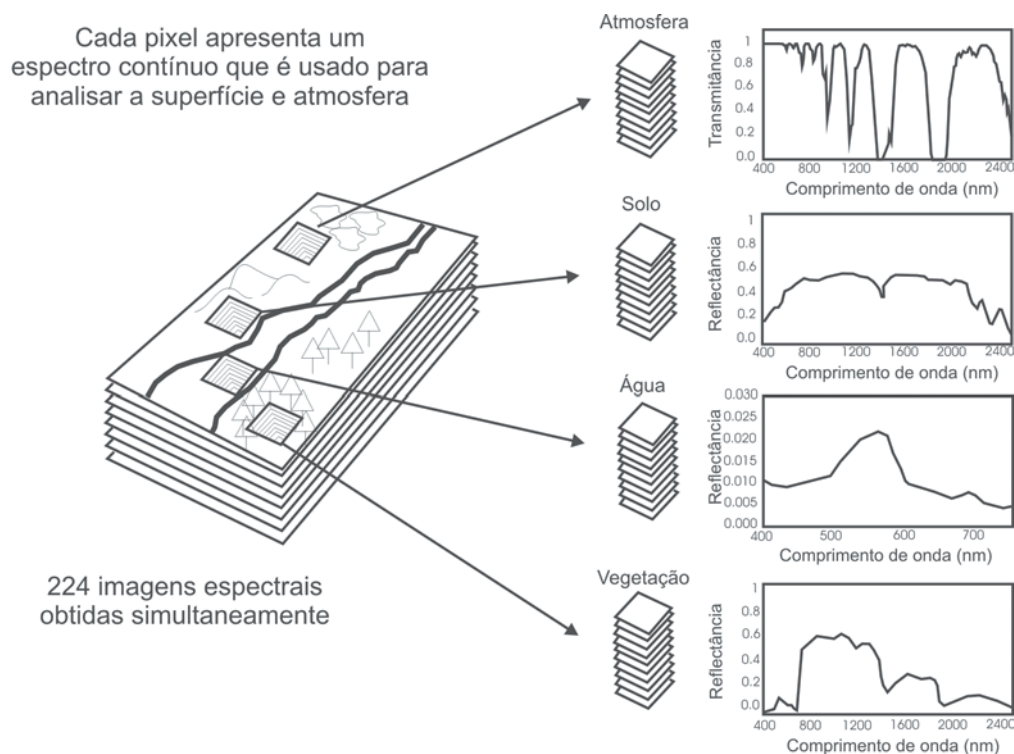 Cada pixel apresenta um
espectro contínuo que é usado para
analisar a superfície e atmosfera
224 imagens espectrais
obtidas simultaneamente
Atmosfera
Transmitância
1
0.8
0.6
0.4
0.2
0.0
400 800 1200 1600 2000 2400
Comprimento de onda (nm)
Solo
Reflectância
1
0.8
0.6
0.4
0.2
0.0
400 800 1200 1600 2000 2400
Comprimento de onda (nm)
Água
Reflectância
0.030
0.020
0.015
0.010
0.005
0.000
400 500 600 700
Comprimento de onda (nm)
Vegetação
Reflectância
1
0.8
0.6
0.4
0.2
0.0
400 800 1200 1600 2000 2400
Comprimento de onda (nm)